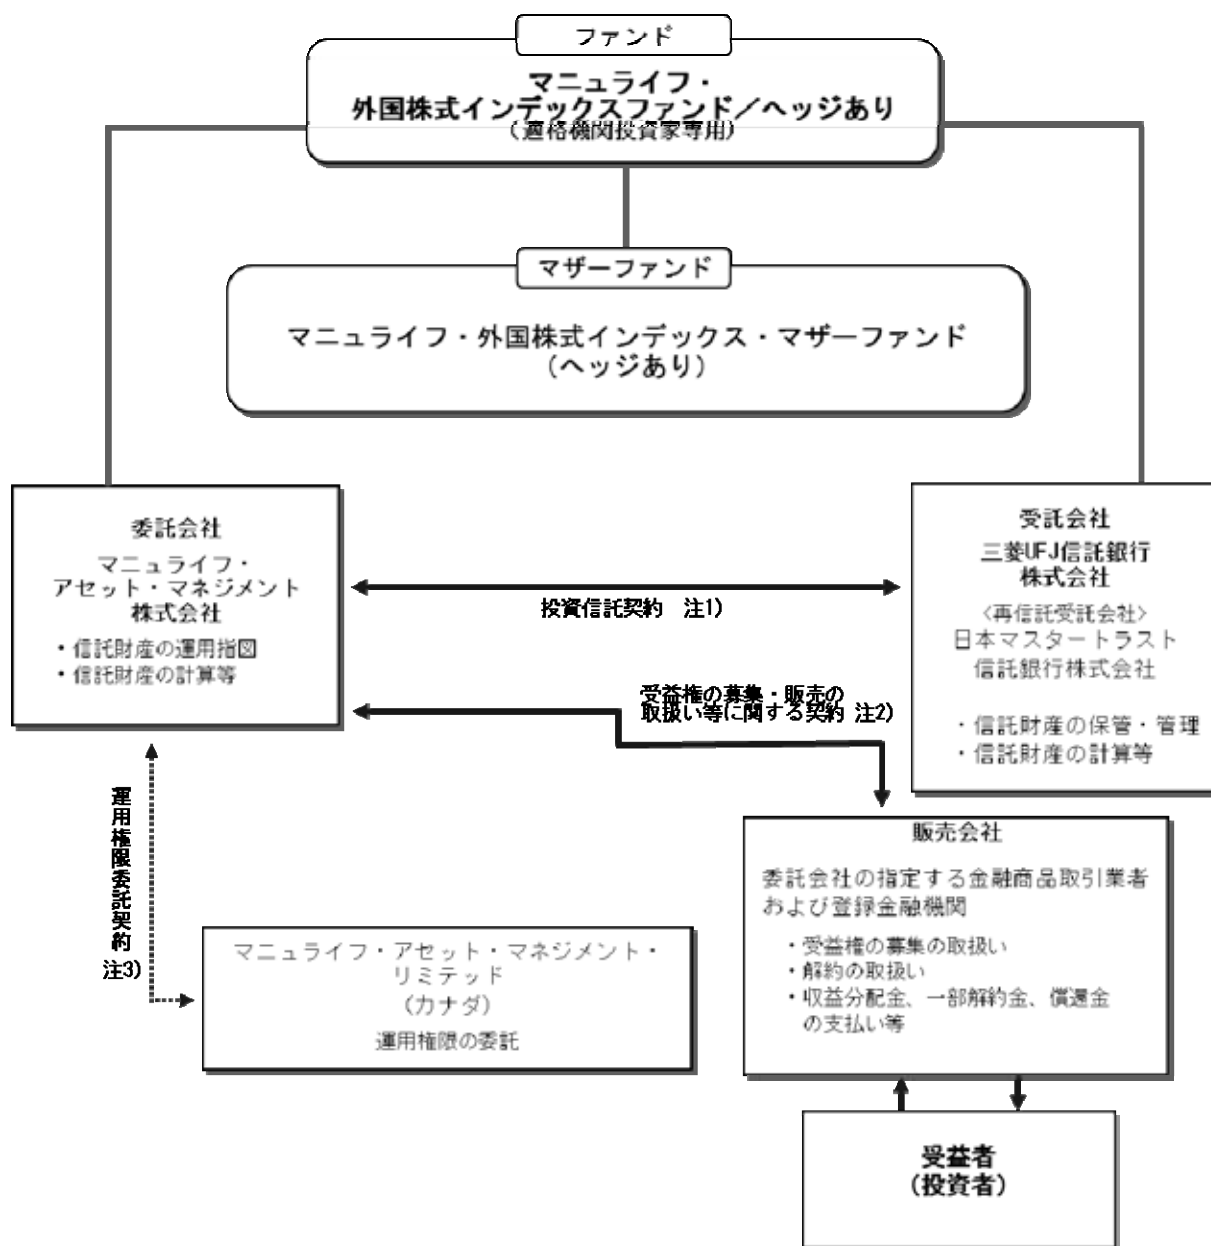 ファンド
マニュライフ・
外国株式インデックスファンド／ヘッジあり
（適格機関投資家専用）
マザーファンド
マニュライフ・外国株式インデックス・マザーファンド
（ヘッジあり）
委託会社
マニュライフ・
アセット・マネジメント
株式会社
・信託財産の運用指図
・信託財産の計算等
受託会社
三菱UFJ信託銀行
株式会社
〈再信託受託会社〉
日本マスタートラスト
信託銀行株式会社
・信託財産の保管・管理
・信託財産の計算等
投資信託契約　注1）
受益権の募集・販売の
取扱い等に関する契約 注2）
運用権限委託契約
注3）
マニュライフ・アセット・マネジメント・
リミテッド
（カナダ）
運用権限の委託
販売会社
委託会社の指定する金融商品取引業者
および登録金融機関
・受益権の募集の取扱い
・解約の取扱い
・収益分配金、一部解約金、償還金
の支払い等
受益者
（投資者）